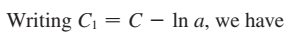 Writing C₁ = C − ln a, we have